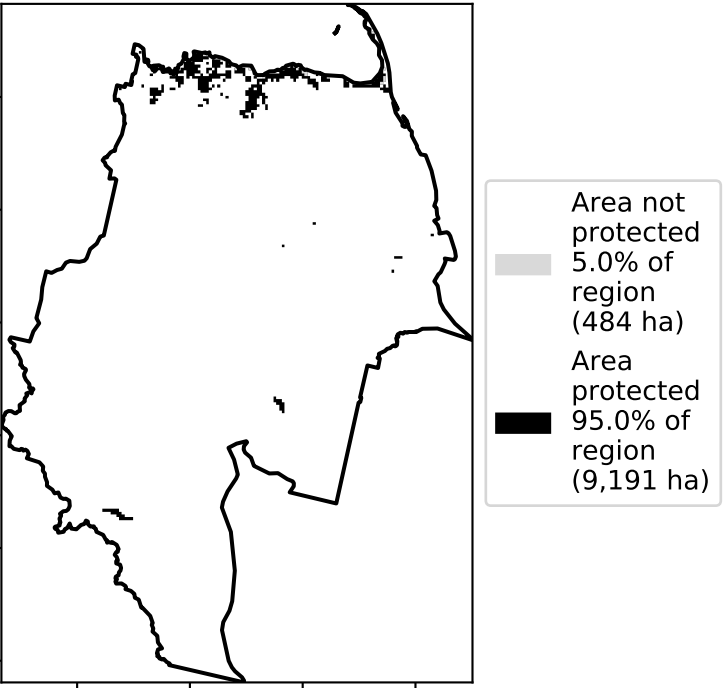 Area not
protected
5.0% of
region
(484 ha)
Area
protected
95.0% of
region
(9,191 ha)